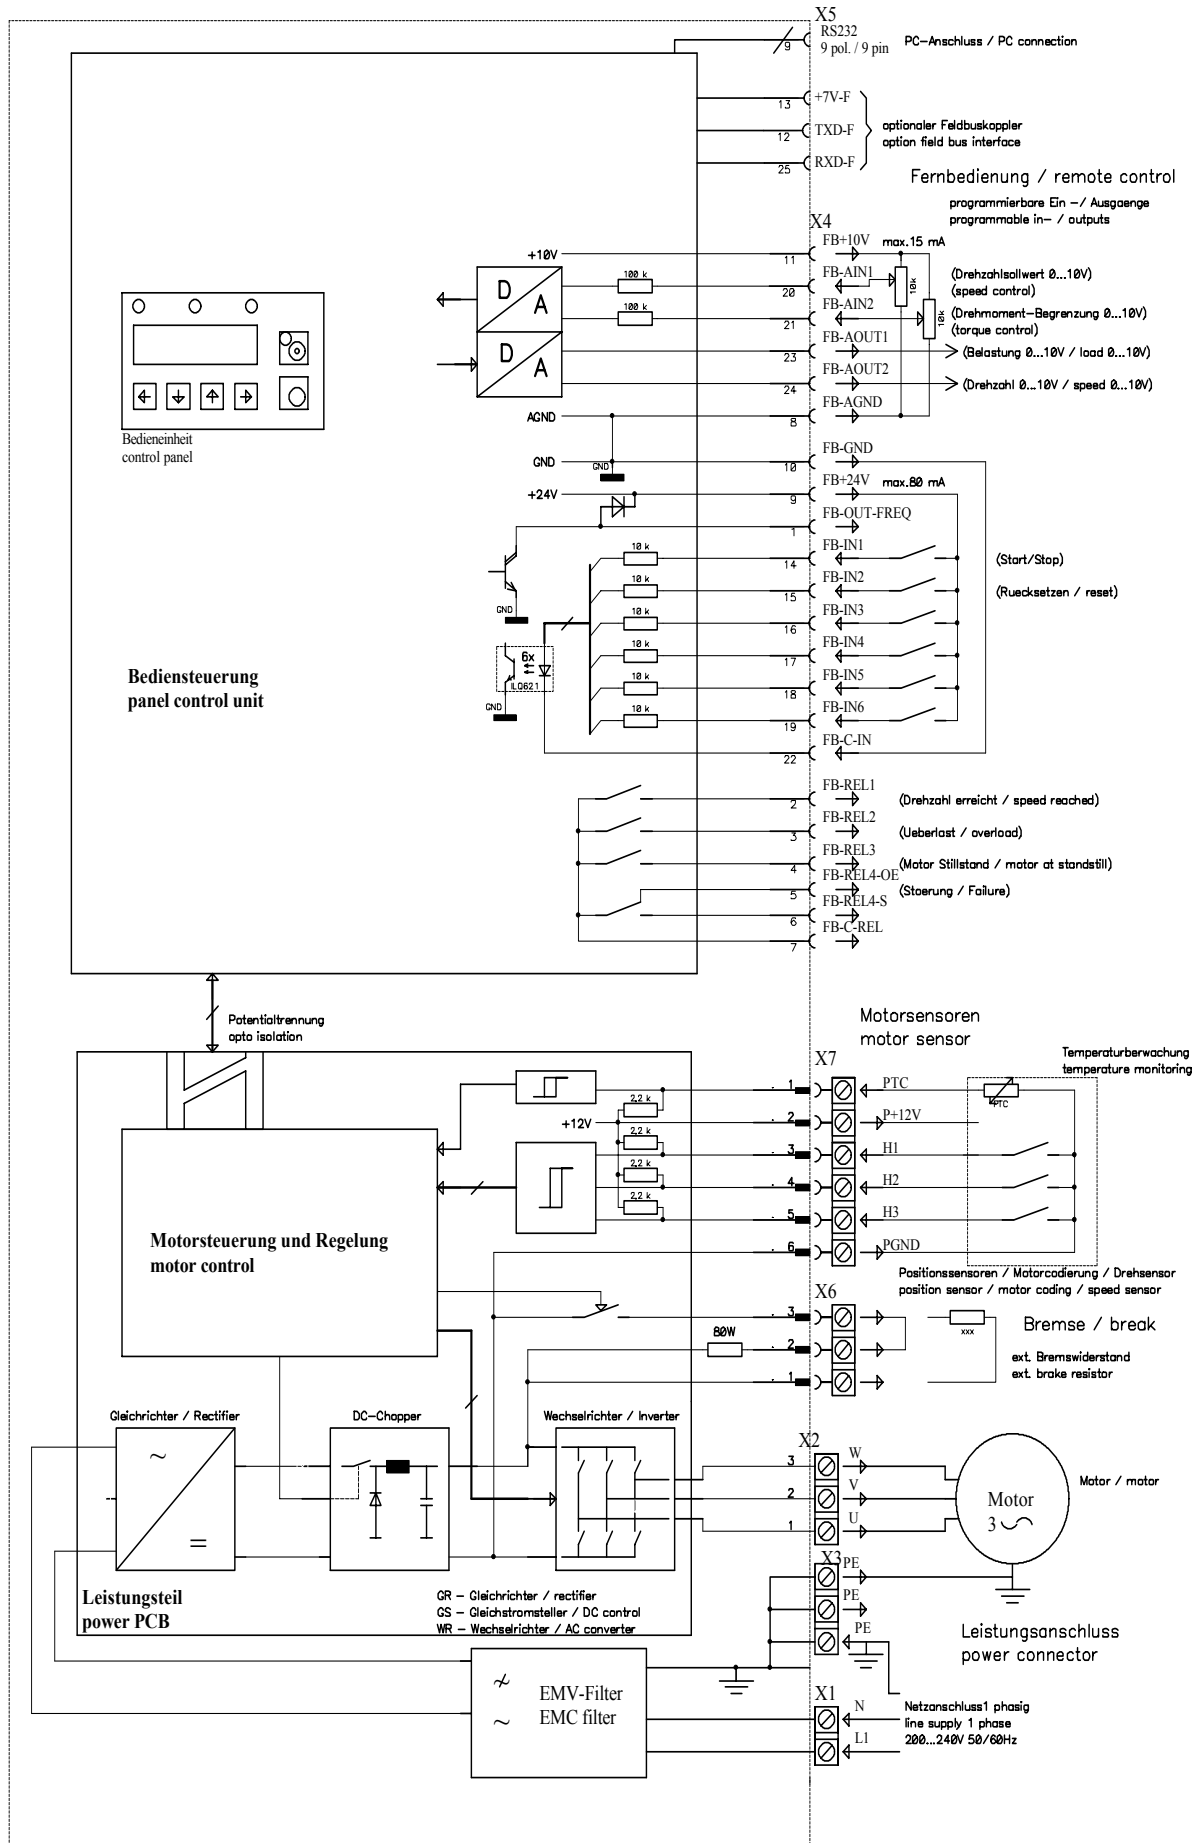 X5
RS232
9 pol. / 9 pin
9
PC-Anschluss / PC connection
13
+7V-F
12
TXD-F
25
RXD-F
optionaler Feldbuskoppler
option field bus interface
Fernbedienung / remote control
programmierbare Ein -/ Ausgaenge
programmable in- / outputs
X4
+10V
11
FB+10V
max.15 mA
D
A
100 k
20
FB-AIN1
10k
(Drehzahlsollwert 0...10V)
(speed control)
100 k
21
FB-AIN2
10k
(Drehmoment-Begrenzung 0...10V)
(torque control)
D
A
23
FB-AOUT1
(Belastung 0...10V / load 0...10V)
24
FB-AOUT2
(Drehzahl 0...10V / speed 0...10V)
AGND
8
FB-AGND
Bedieneinheit
control panel
GND
GND
10
FB-GND
+24V
9
FB+24V
max.80 mA
1
FB-OUT-FREQ
GND
10 k
14
FB-IN1
(Start/Stop)
10 k
15
FB-IN2
(Ruecksetzen / reset)
10 k
16
FB-IN3
10 k
17
FB-IN4
10 k
18
FB-IN5
10 k
19
FB-IN6
6x
ILQ621
GND
22
FB-C-IN
Bediensteuerung
panel control unit
2
FB-REL1
(Drehzahl erreicht / speed reached)
3
FB-REL2
(Ueberlast / overload)
4
FB-REL3
(Motor Stillstand / motor at standstill)
5
FB-REL4-OE
(Stoerung / Failure)
6
FB-REL4-S
7
FB-C-REL
Potentialtrennung
opto isolation
Motorsensoren
motor sensor
X7
Temperaturberwachung
temperature monitoring
1
PTC
PTC
2,2 k
+12V
2
P+12V
2,2 k
3
H1
2,2 k
4
H2
2,2 k
5
H3
6
PGND
Motorsteuerung und Regelung
motor control
Positionssensoren / Motorcodierung / Drehsensor
position sensor / motor coding / speed sensor
X6
3
xxx
Bremse / break
80W
2
1
ext. Bremswiderstand
ext. brake resistor
Gleichrichter / Rectifier
DC-Chopper
Wechselrichter / Inverter
~
=
X2
3
W
2
V
1
U
Motor
3
Motor / motor
X3
PE
PE
PE
Leistungsteil
power PCB
GR - Gleichrichter / rectifier
GS - Gleichstromsteller / DC control
WR - Wechselrichter / AC converter
Leistungsanschluss
power connector
~
EMV-Filter
EMC filter
X1
N
L1
Netzanschluss1 phasig
line supply 1 phase
200...240V 50/60Hz